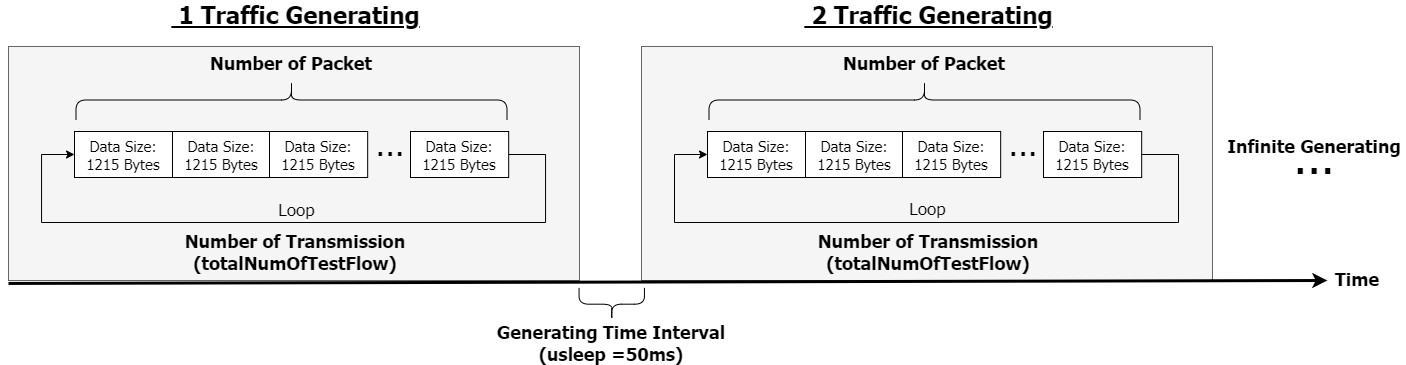 1 Traffic Generating
Number of Packet
Data Size:
1215 Bytes
Data Size:
1215 Bytes
Data Size:
1215 Bytes
...
Data Size:
1215 Bytes
Loop
Number of Transmission
(totalNumOfTestFlow)
2 Traffic Generating
Number of Packet
Data Size:
1215 Bytes
Data Size:
1215 Bytes
Data Size:
1215 Bytes
...
Data Size:
1215 Bytes
Loop
Number of Transmission
(totalNumOfTestFlow)
Infinite Generating
...
Time
Generating Time Interval
(usleep =50ms)